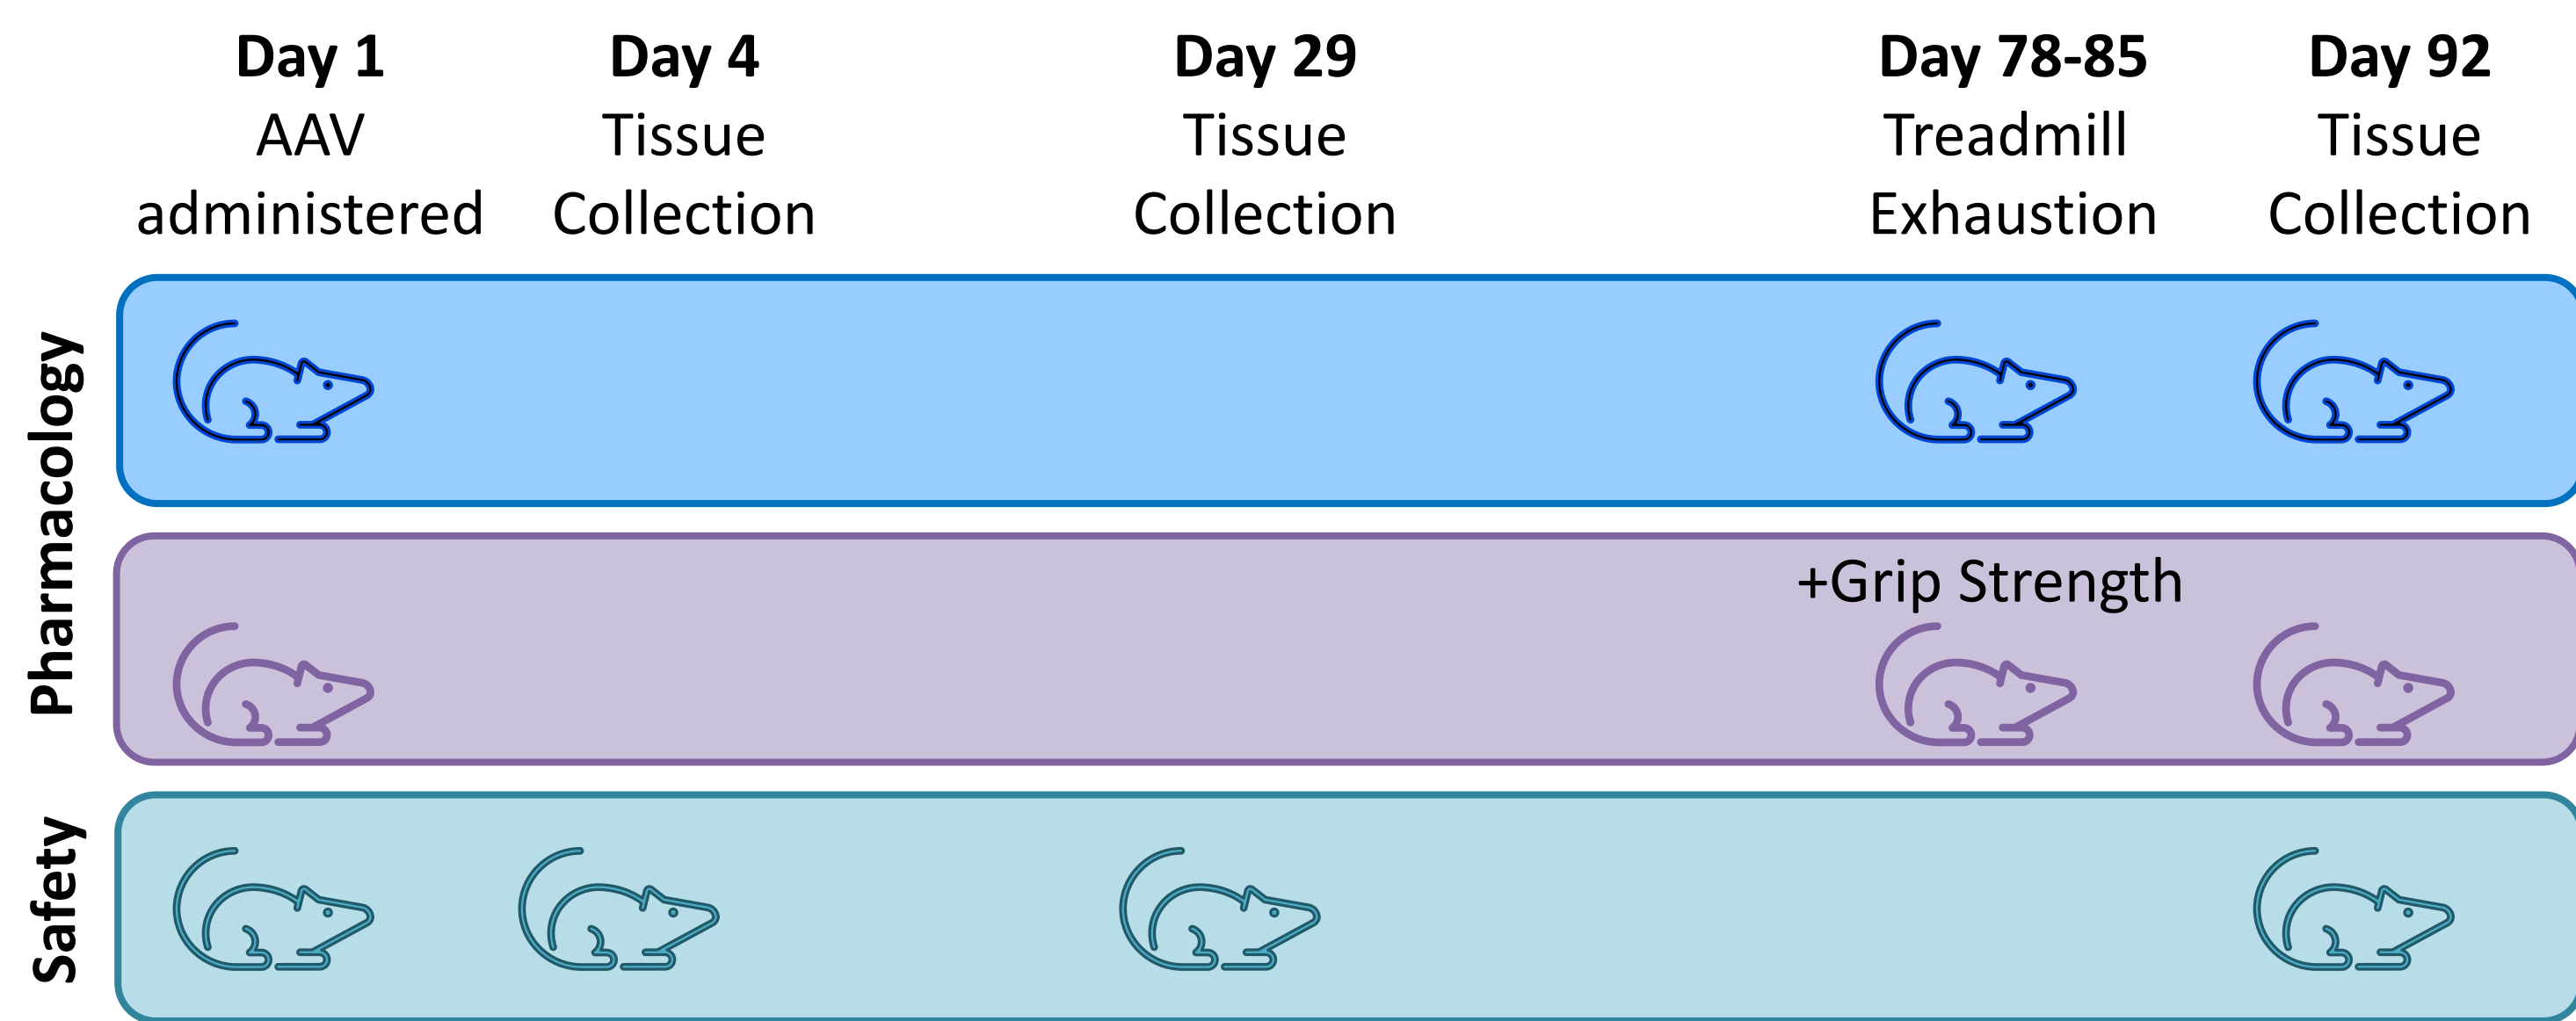 Day 1
AAV
administered
Day 4
Tissue
Collection
Day 29
Tissue
Collection
Day 78-85
Treadmill
Exhaustion
Day 92
Tissue
Collection
Pharmacology
+Grip Strength
Safety